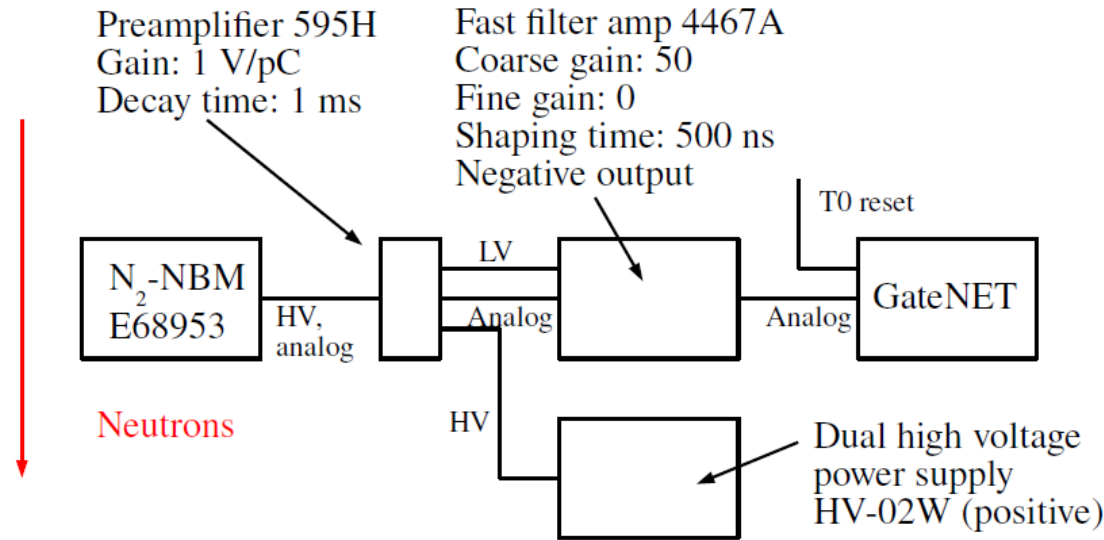 Preamplifier 595H
Gain: 1 V/pC
Decay time: 1 ms
Fast filter amp 4467A
Coarse gain: 50
Fine gain: 0
Shaping time: 500 ns
Negative output
T0 reset
N₂-NBM
E68953
HV,
analog
LV
Analog
Analog
GateNET
Neutrons
HV
Dual high voltage
power supply
HV-02W (positive)